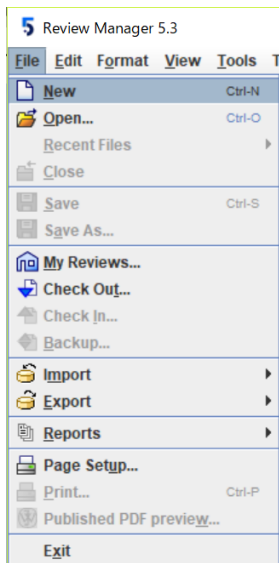 5 Review Manager 5.3
File Edit Format View Tools T
New Ctrl-N
Open... Ctrl-O
Recent Files
Close
Save Ctrl-S
Save As...
My Reviews...
Check Out...
Check In...
Backup...
Import
Export
Reports
Page Setup...
Print... Ctrl-P
Published PDF preview...
Exit